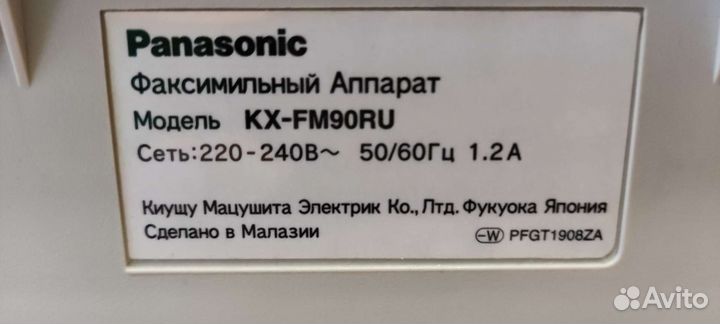 Panasonic
Факсимильный Аппарат
Модель KX-FM90RU
Сеть:220-240В~ 50/60Гц 1.2А
Киущу Мацушита Электрик Ко.,Лтд. Фукуока Япония
Сделано в Малазии
W PFGT1908ZA
Avito